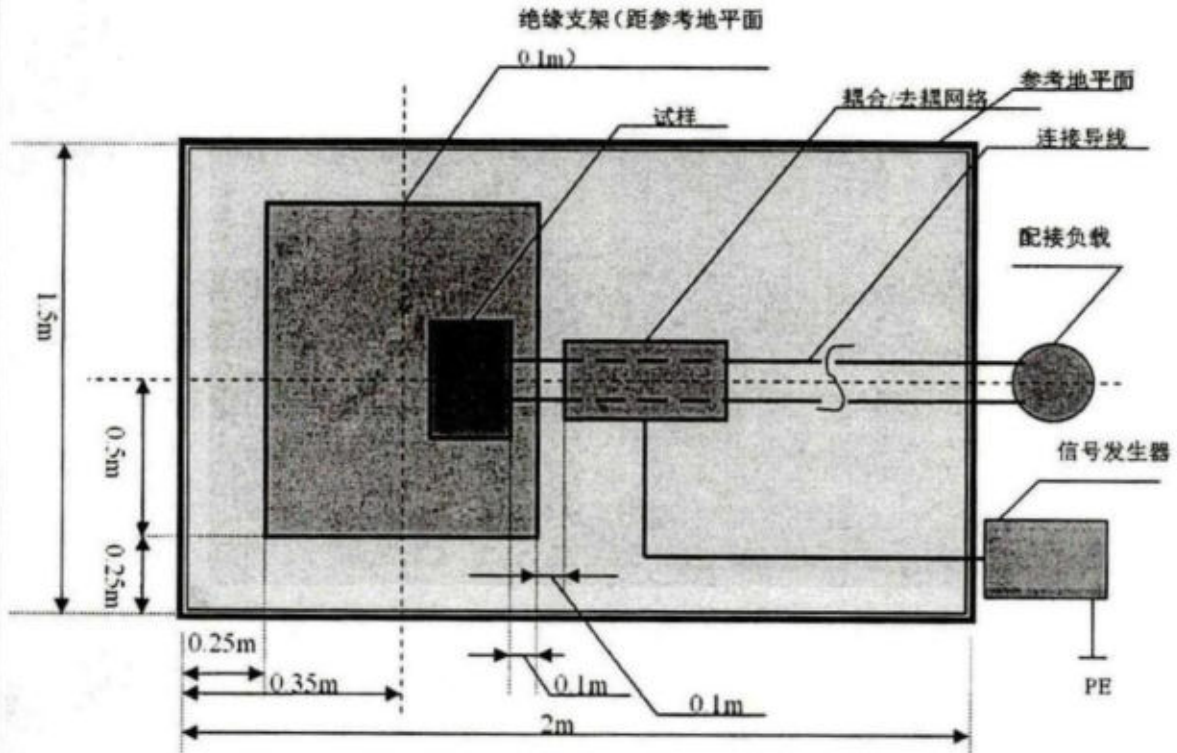 绝缘支架（距参考地平面
0.1m）
参考地平面
耦合/去耦网络
试样
连接导线
配接负载
1.5m
0.5m
信号发生器
0.25m
0.25m
0.35m
0.1m
0.1m
PE
2m